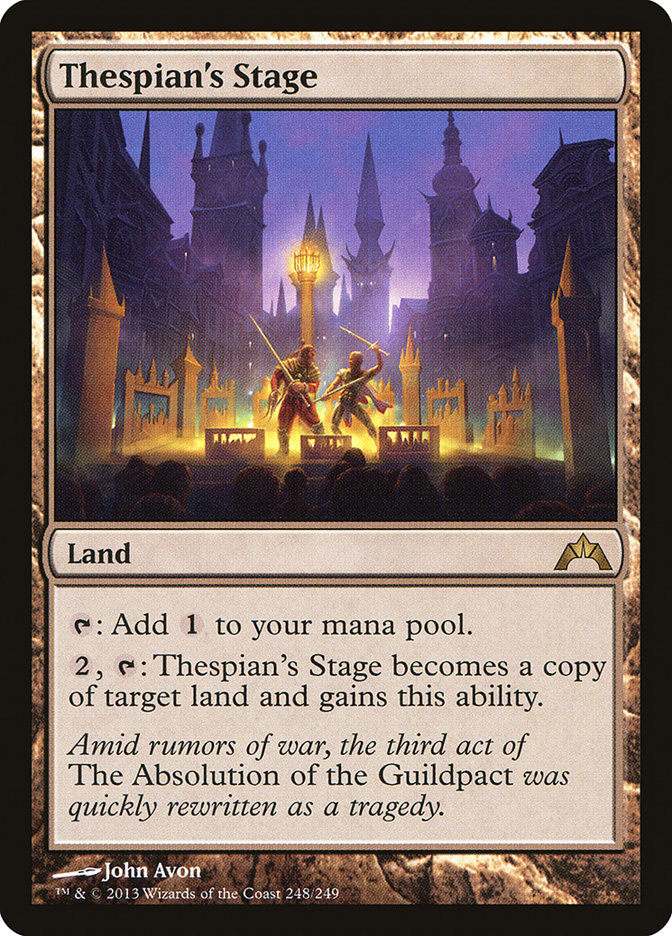 Thespian's Stage
Land
: Add 1 to your mana pool.
2, : Thespian's Stage becomes a copy
of target land and gains this ability.
Amid rumors of war, the third act of
The Absolution of the Guildpact was
quickly rewritten as a tragedy.
John Avon
™ & © 2013 Wizards of the Coast 248/249